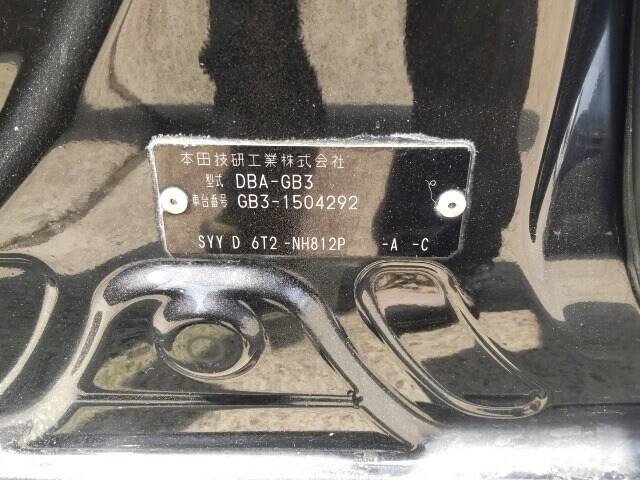 本田技研工業株式会社
型式 DBA-GB3
車台番号 GB3-1504292
SYY D 6T2 -NH812P -A -C